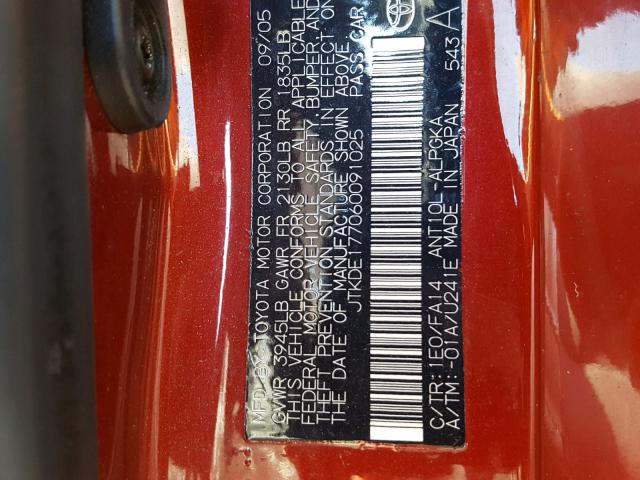 MFD. BY TOYOTA MOTOR CORPORATION 09/05
GVWR 3945LB GAWR FR 2130LB RR 1835LB
THIS VEHICLE CONFORMS TO ALL APPLICABLE
FEDERAL MOTOR VEHICLE SAFETY, BUMPER, AND
THEFT PREVENTION STANDARDS IN EFFECT ON
THE DATE OF MANUFACTURE SHOWN ABOVE.
JTKDE177060091025 PASS CAR
C/TR: 1E0/FA14 ANT10L-ALPGKA
A/TM: -01A/U241E MADE IN JAPAN 543 A